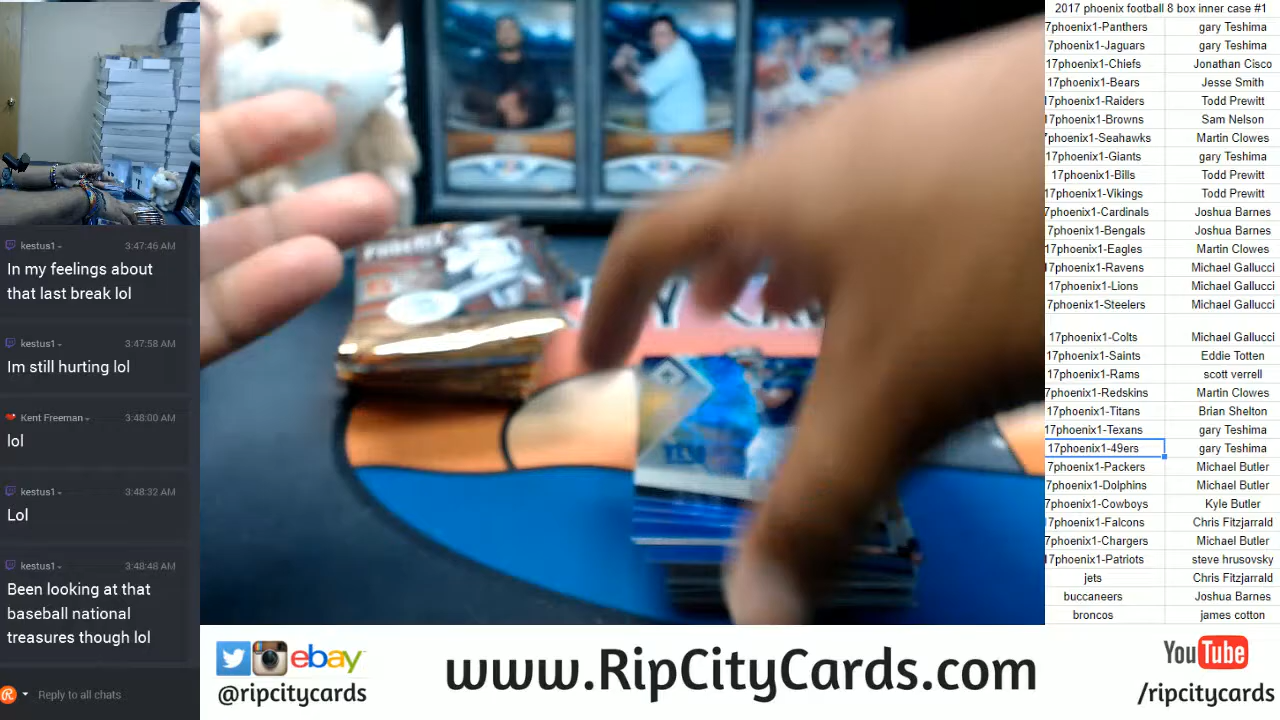 kestus1
3:47:46 AM
In my feelings about
that last break lol
kestus1
3:47:58 AM
Im still hurting lol
Kent Freeman
3:48:00 AM
lol
kestus1
3:48:32 AM
Lol
kestus1
3:48:48 AM
Been looking at that
baseball national
treasures though lol
Reply to all chats
PHOENIX
2017 phoenix football 8 box inner case #1
7phoenix1-Panthers gary Teshima
7phoenix1-Jaguars gary Teshima
17phoenix1-Chiefs Jonathan Cisco
17phoenix1-Bears Jesse Smith
17phoenix1-Raiders Todd Prewitt
17phoenix1-Browns Sam Nelson
7phoenix1-Seahawks Martin Clowes
17phoenix1-Giants gary Teshima
17phoenix1-Bills Todd Prewitt
17phoenix1-Vikings Todd Prewitt
7phoenix1-Cardinals Joshua Barnes
17phoenix1-Bengals Joshua Barnes
17phoenix1-Eagles Martin Clowes
17phoenix1-Ravens Michael Gallucci
17phoenix1-Lions Michael Gallucci
7phoenix1-Steelers Michael Gallucci
17phoenix1-Colts Michael Gallucci
17phoenix1-Saints Eddie Totten
17phoenix1-Rams scott verrell
7phoenix1-Redskins Martin Clowes
17phoenix1-Titans Brian Shelton
17phoenix1-Texans gary Teshima
17phoenix1-49ers gary Teshima
7phoenix1-Packers Michael Butler
7phoenix1-Dolphins Michael Butler
7phoenix1-Cowboys Kyle Butler
17phoenix1-Falcons Chris Fitzjarrald
7phoenix1-Chargers Michael Butler
17phoenix1-Patriots steve hrusovsky
jets Chris Fitzjarrald
buccaneers Joshua Barnes
broncos james cotton
ebay
@ripcitycards
www.RipCityCards.com
YouTube
/ripcitycards